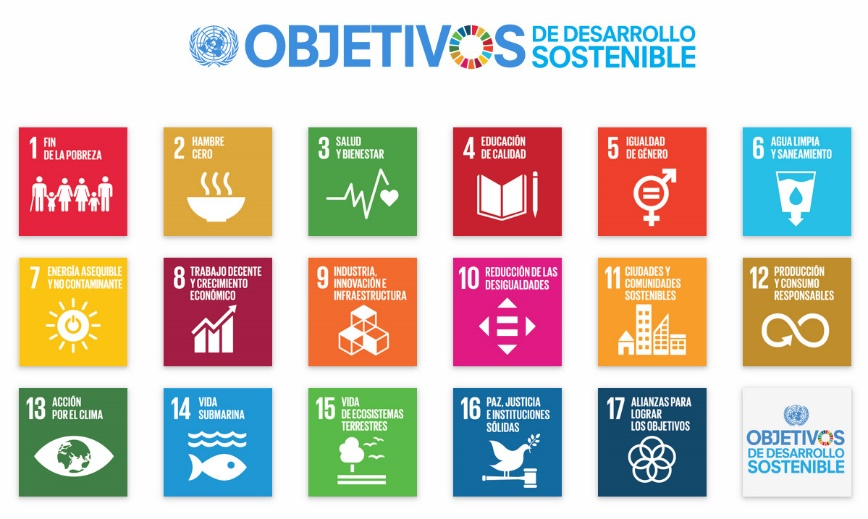 OBJETIVOS DE DESARROLLO
SOSTENIBLE
1 FIN
DE LA POBREZA
2 HAMBRE
CERO
3 SALUD
Y BIENESTAR
4 EDUCACIÓN
DE CALIDAD
5 IGUALDAD
DE GÉNERO
6 AGUA LIMPIA
Y SANEAMIENTO
7 ENERGÍA ASEQUIBLE
Y NO CONTAMINANTE
8 TRABAJO DECENTE
Y CRECIMIENTO
ECONÓMICO
9 INDUSTRIA,
INNOVACIÓN E
INFRAESTRUCTURA
10 REDUCCIÓN DE LAS
DESIGUALDADES
11 CIUDADES Y
COMUNIDADES
SOSTENIBLES
12 PRODUCCIÓN
Y CONSUMO
RESPONSABLES
13 ACCIÓN
POR EL CLIMA
14 VIDA
SUBMARINA
15 VIDA
DE ECOSISTEMAS
TERRESTRES
16 PAZ, JUSTICIA
E INSTITUCIONES
SÓLIDAS
17 ALIANZAS PARA
LOGRAR
LOS OBJETIVOS
OBJETIVOS
DE DESARROLLO
SOSTENIBLE